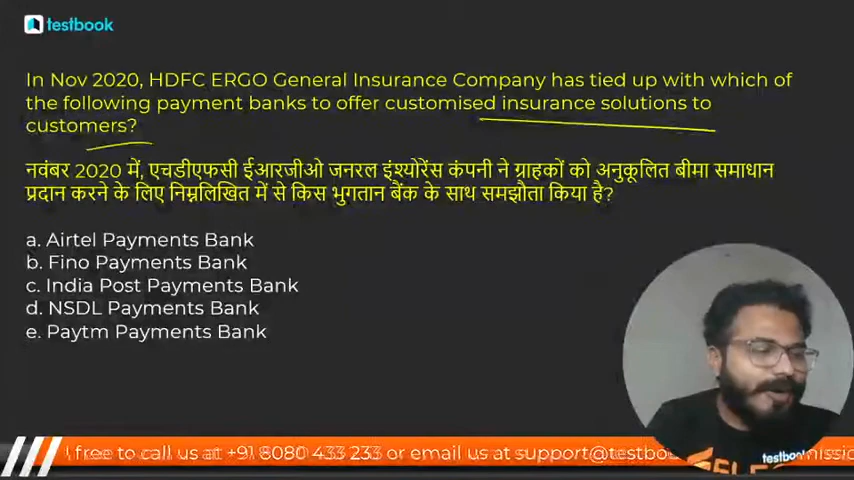 testbook
In Nov 2020, HDFC ERGO General Insurance Company has tied up with which of
the following payment banks to offer customised insurance solutions to
customers?
नवंबर 2020 में, एचडीएफसी ईआरजीओ जनरल इंश्योरेंस कंपनी ने ग्राहकों को अनुकूलित बीमा समाधान
प्रदान करने के लिए निम्नलिखित में से किस भुगतान बैंक के साथ समझौता किया है?
a. Airtel Payments Bank
b. Fino Payments Bank
c. India Post Payments Bank
d. NSDL Payments Bank
e. Paytm Payments Bank
free to call us at +91 8080 433 233 or email us at support@testbo
testbook